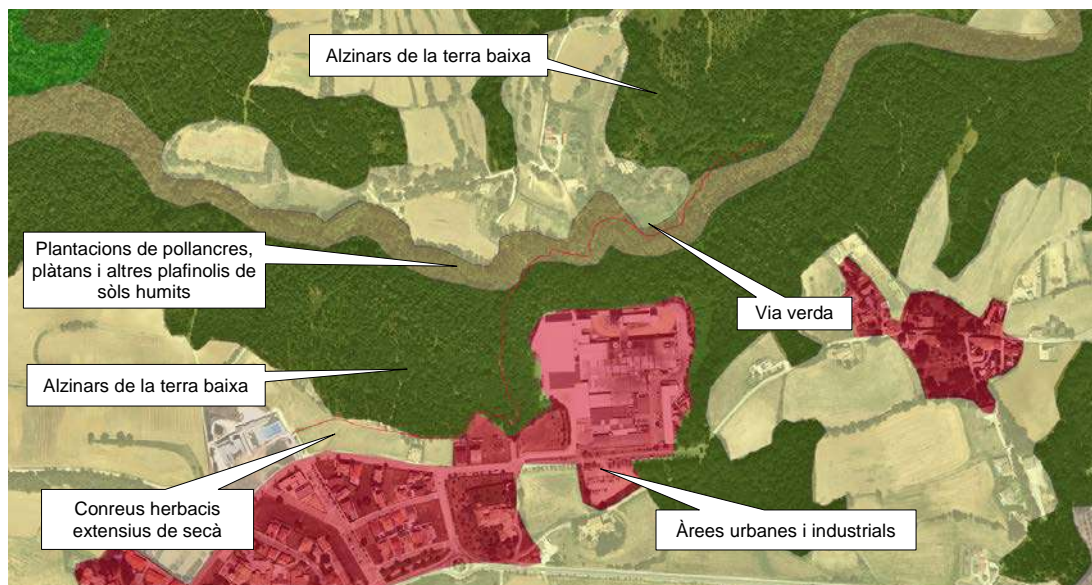 Alzinars de la terra baixa
Plantacions de pollancres,
plàtans i altres plafinolis de
sòls humits
Via verda
Alzinars de la terra baixa
Conreus herbacis
extensius de secà
Àrees urbanes i industrials